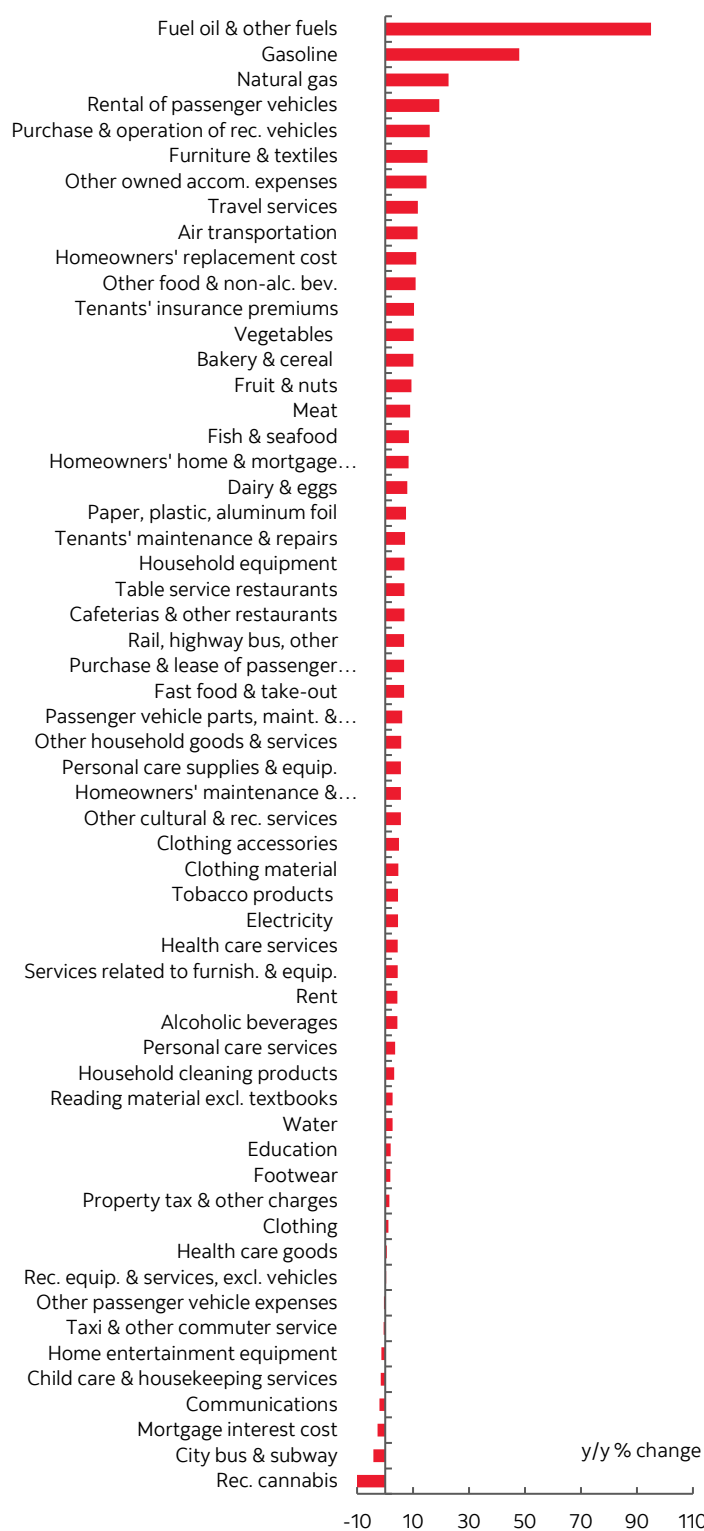 Fuel oil & other fuels
Gasoline
Natural gas
Rental of passenger vehicles
Purchase & operation of rec. vehicles
Furniture & textiles
Other owned accom. expenses
Travel services
Air transportation
Homeowners' replacement cost
Other food & non-alc. bev.
Tenants' insurance premiums
Vegetables
Bakery & cereal
Fruit & nuts
Meat
Fish & seafood
Homeowners' home & mortgage…
Dairy & eggs
Paper, plastic, aluminum foil
Tenants' maintenance & repairs
Household equipment
Table service restaurants
Cafeterias & other restaurants
Rail, highway bus, other
Purchase & lease of passenger…
Fast food & take-out
Passenger vehicle parts, maint. &…
Other household goods & services
Personal care supplies & equip.
Homeowners' maintenance &…
Other cultural & rec. services
Clothing accessories
Clothing material
Tobacco products
Electricity
Health care services
Services related to furnish. & equip.
Rent
Alcoholic beverages
Personal care services
Household cleaning products
Reading material excl. textbooks
Water
Education
Footwear
Property tax & other charges
Clothing
Health care goods
Rec. equip. & services, excl. vehicles
Other passenger vehicle expenses
Taxi & other commuter service
Home entertainment equipment
Child care & housekeeping services
Communications
Mortgage interest cost
City bus & subway
y/y % change
Rec. cannabis
-10 10 30 50 70 90 110